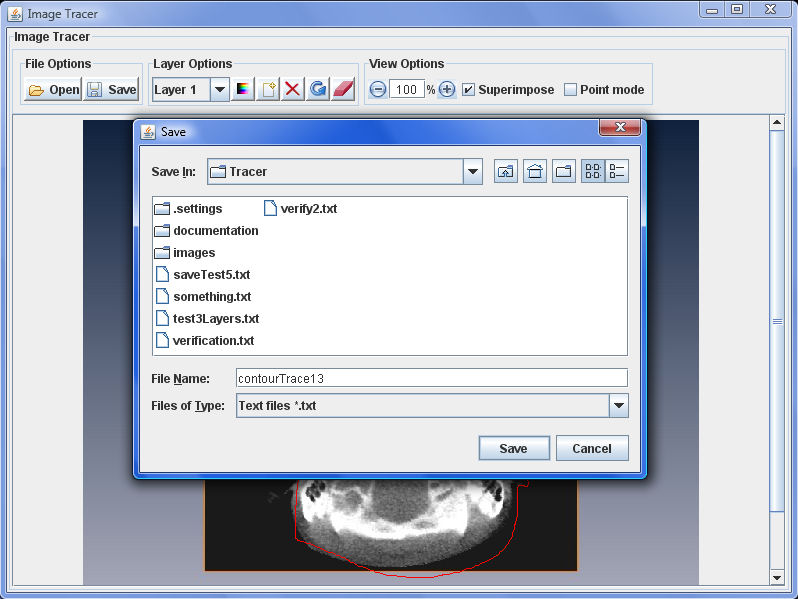 Image Tracer
Image Tracer
File Options
Layer Options
View Options
Open
Save
Layer 1
100 %
Superimpose
Point mode
Save
Save In:
Tracer
.settings
verify2.txt
documentation
images
saveTest5.txt
something.txt
test3Layers.txt
verification.txt
File Name:
contourTrace13
Files of Type:
Text files *.txt
Save
Cancel